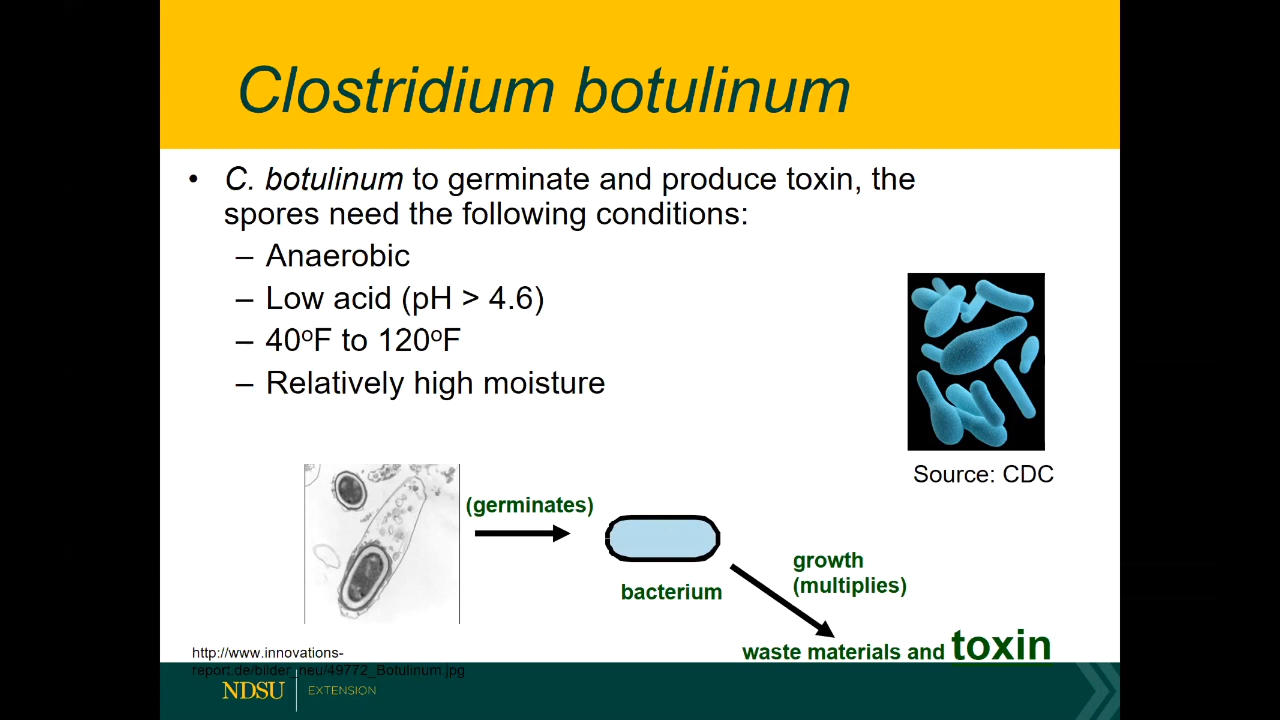 Clostridium botulinum
• C. botulinum to germinate and produce toxin, the
spores need the following conditions:
– Anaerobic
– Low acid (pH > 4.6)
– 40ºF to 120ºF
– Relatively high moisture
Source: CDC
(germinates)
bacterium
growth
(multiplies)
waste materials and toxin
http://www.innovations-
report.de/bilder_neu/49772_Botulinum.jpg
NDSU EXTENSION